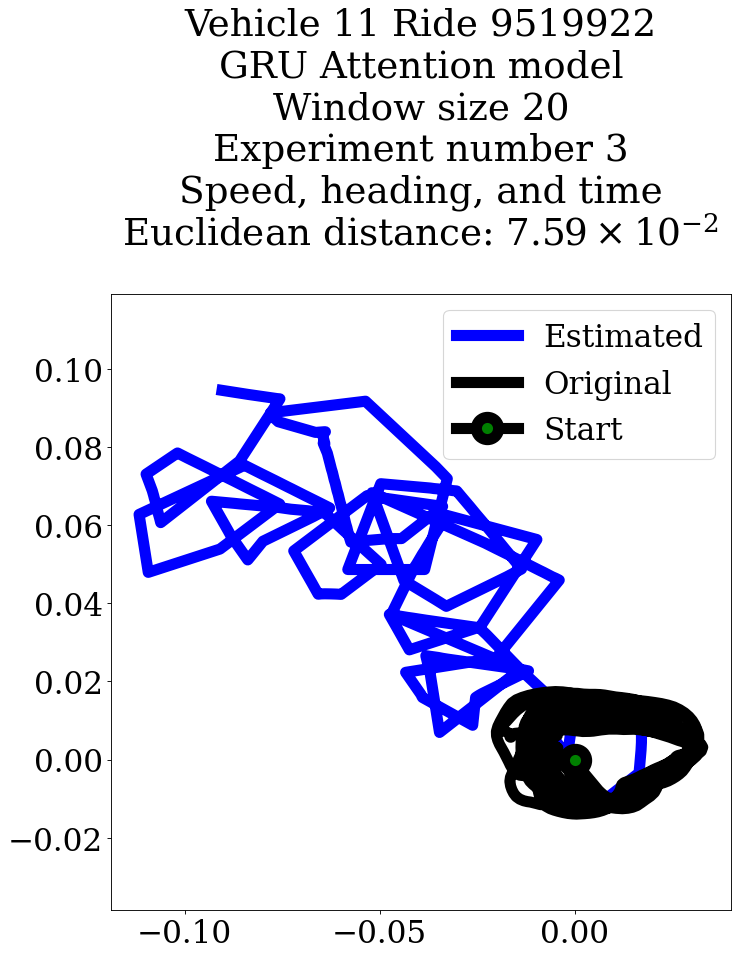 Vehicle 11 Ride 9519922
GRU Attention model
Window size 20
Experiment number 3
Speed, heading, and time
Euclidean distance: 7.59 × 10⁻²
Estimated
Original
Start
0.10
0.08
0.06
0.04
0.02
0.00
−0.02
−0.10
−0.05
0.00